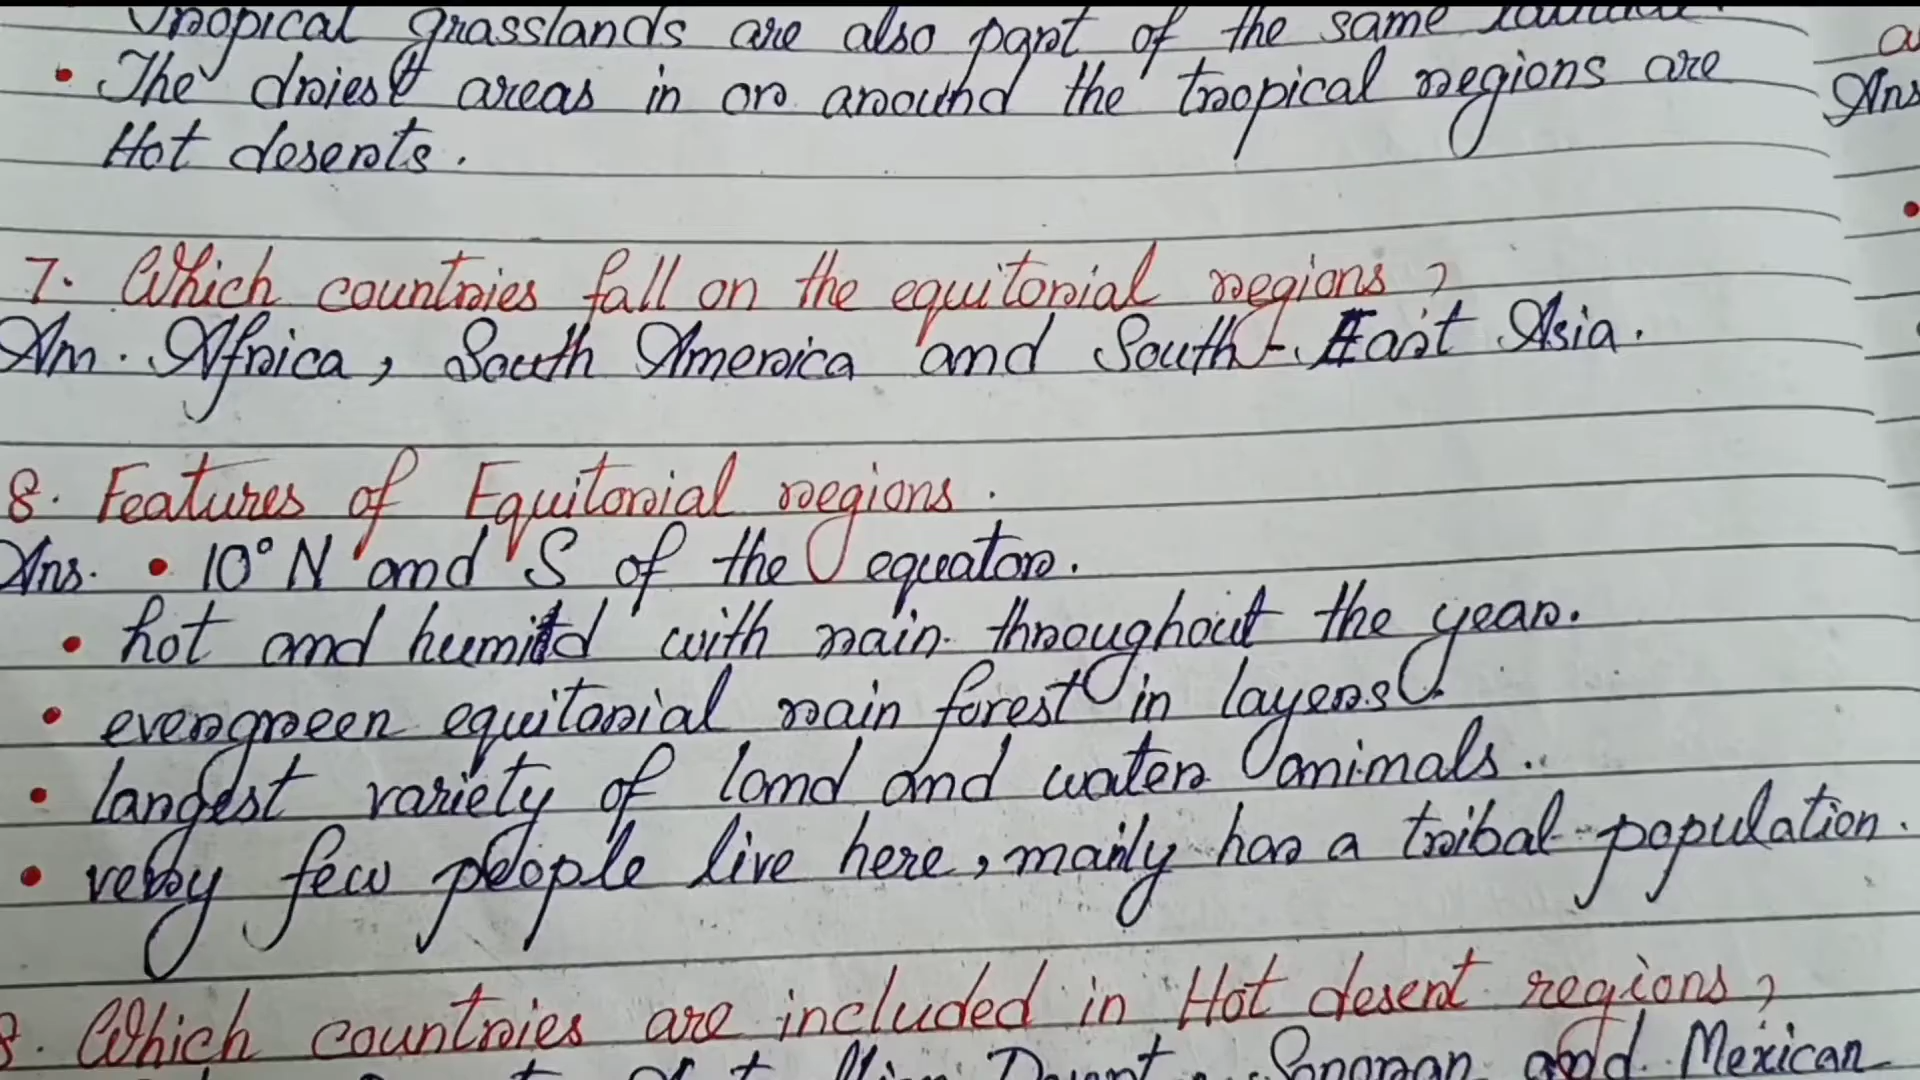 Tropical grasslands are also part of the same latitude.
• The driest areas in or around the tropical regions are
Hot deserts.
7. Which countries fall on the equitorial regions?
Ans. Africa, South America and South-East Asia.
8. Features of Equitorial regions.
Ans. • 10° N and S of the equator.
• hot and humid with rain throughout the year.
• evergreen equitorial rain forest in layers.
• largest variety of land and water animals.
• very few people live here, mainly has a tribal population.
9. Which countries are included in Hot desert regions?
Desert, Sonoran and Mexican
Ans